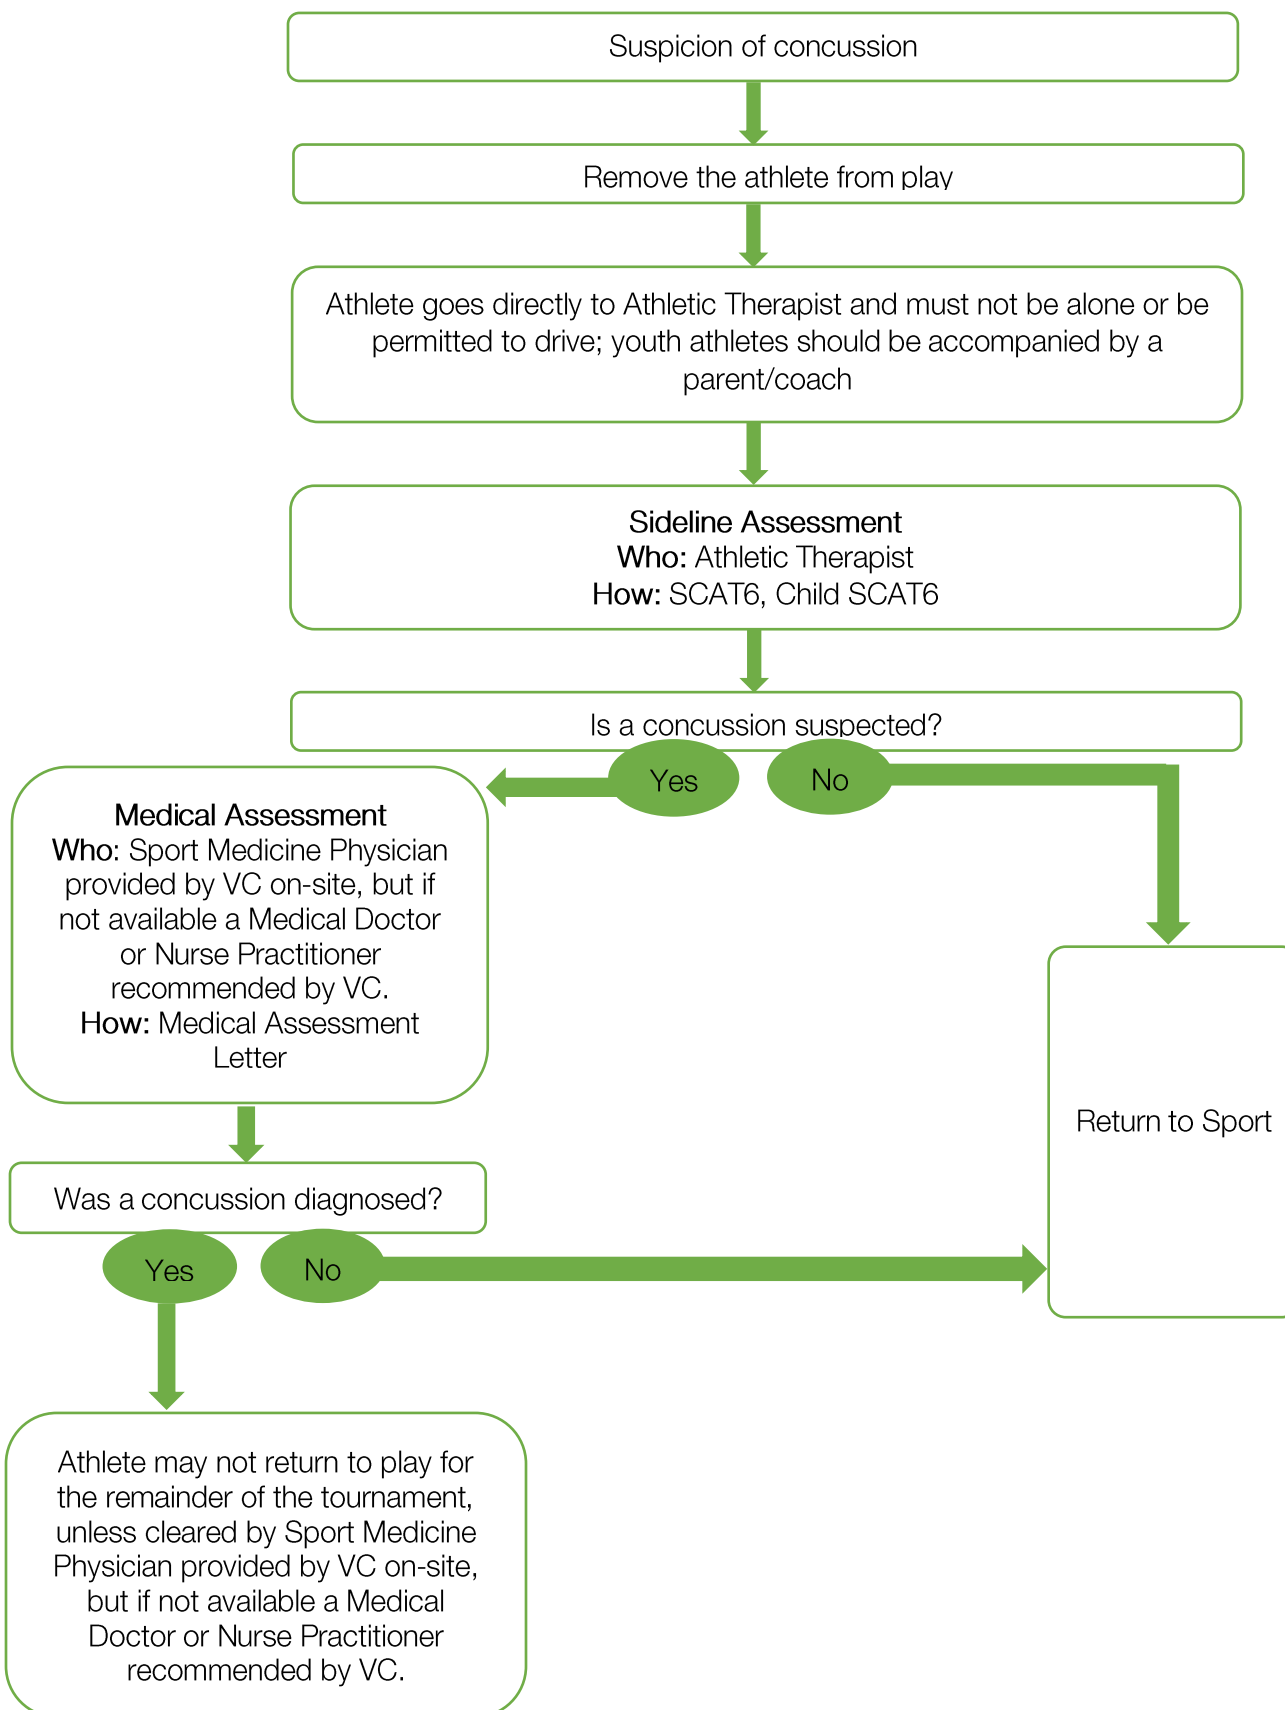 Suspicion of concussion
Remove the athlete from play
Athlete goes directly to Athletic Therapist and must not be alone or be
permitted to drive; youth athletes should be accompanied by a
parent/coach
Sideline Assessment
Who: Athletic Therapist
How: SCAT6, Child SCAT6
Is a concussion suspected?
Yes
No
Medical Assessment
Who: Sport Medicine Physician
provided by VC on-site, but if
not available a Medical Doctor
or Nurse Practitioner
recommended by VC.
How: Medical Assessment
Letter
Return to Sport
Was a concussion diagnosed?
Yes
No
Athlete may not return to play for
the remainder of the tournament,
unless cleared by Sport Medicine
Physician provided by VC on-site,
but if not available a Medical
Doctor or Nurse Practitioner
recommended by VC.